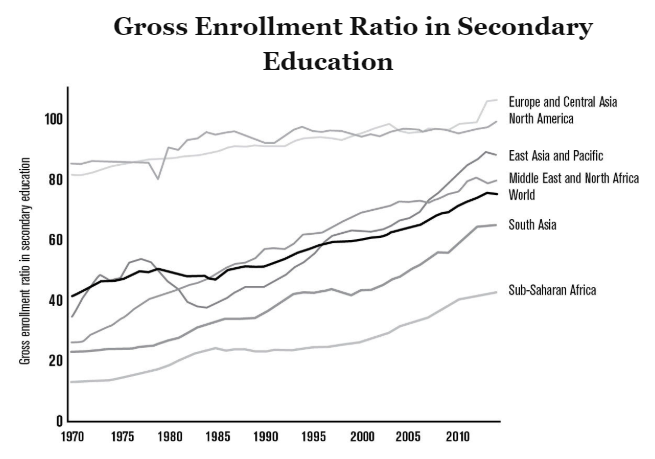 Gross Enrollment Ratio in Secondary
Education
Gross enrollment ratio in secondary education
100
80
60
40
20
0
1970 1975 1980 1985 1990 1995 2000 2005 2010
Europe and Central Asia
North America
East Asia and Pacific
Middle East and North Africa
World
South Asia
Sub-Saharan Africa